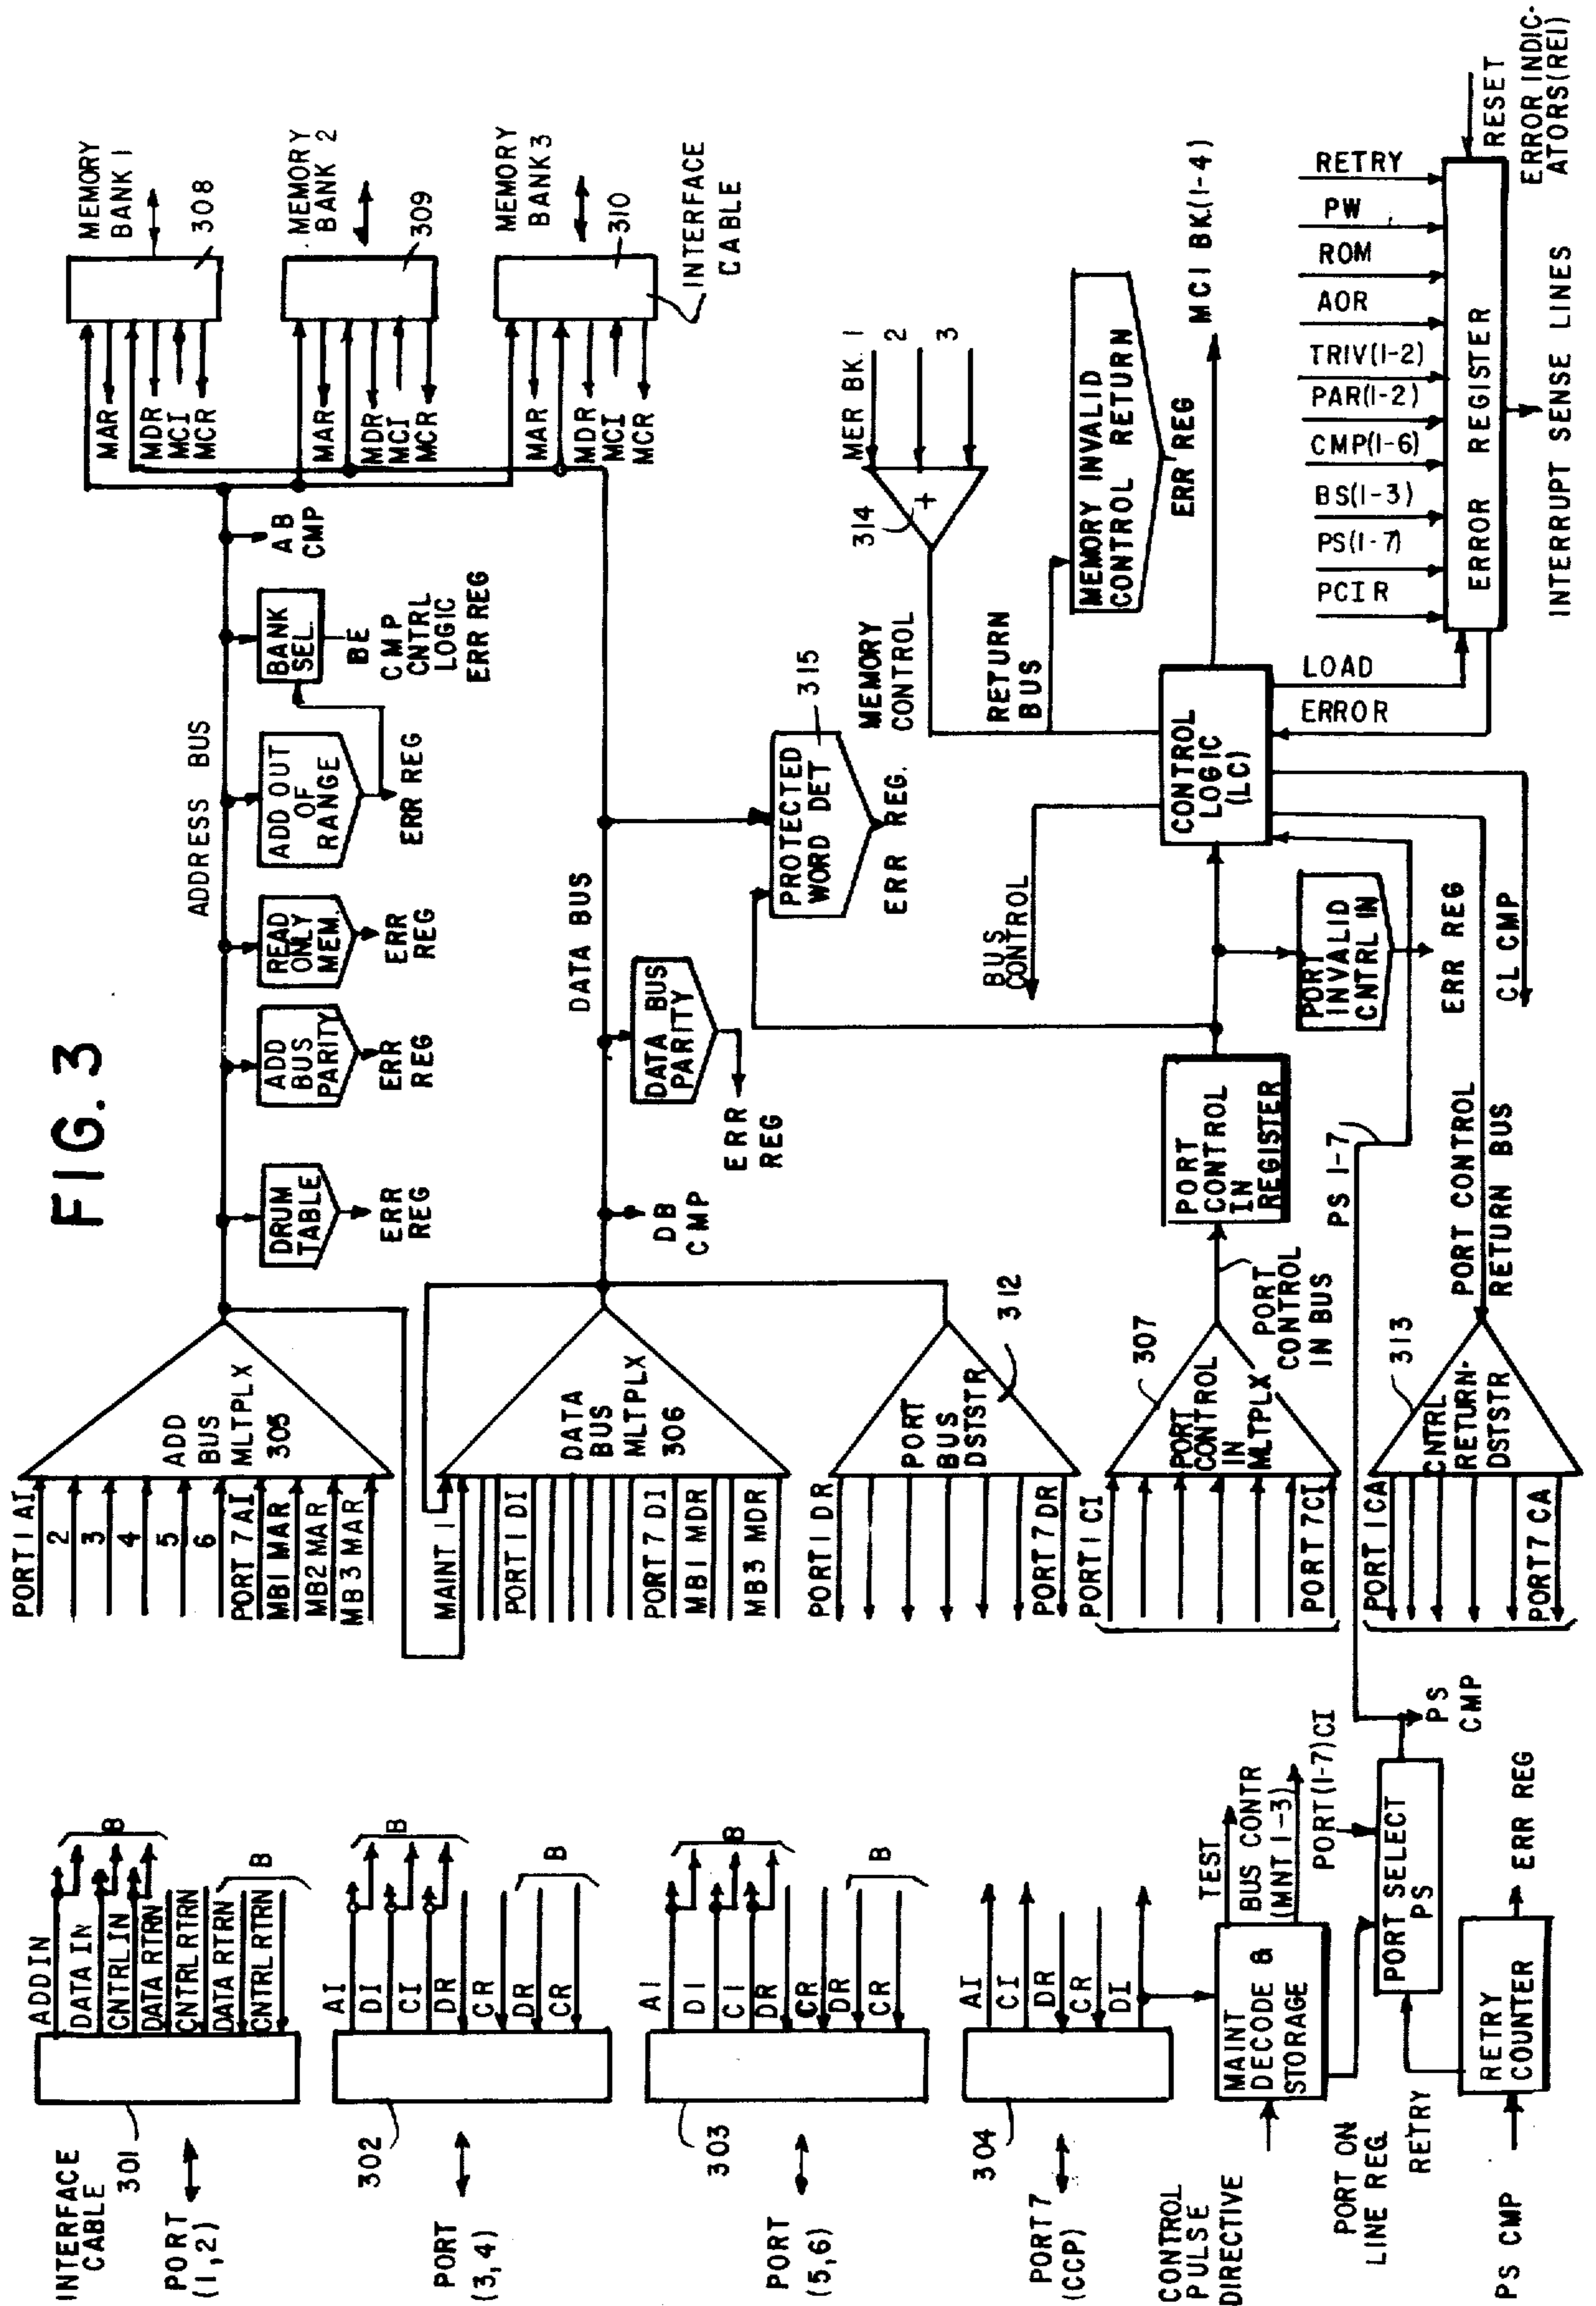 FIG. 3
INTERFACE
CABLE
301
PORT
(1,2)
ADDIN
DATA IN
CNTRL IN
DATA RTRN
CNTRL RTRN
DATA RTRN
CNTRL RTRN
B
B
302
PORT
(3,4)
AI
DI
CI
DR
CR
DR
CR
B
B
303
PORT
(5,6)
AI
DI
CI
DR
CR
DR
CR
B
B
304
PORT 7
(CCP)
AI
CI
DR
CR
DI
CONTROL
PULSE
DIRECTIVE
MAINT
DECODE &
STORAGE
TEST
BUS CONTR
(MNT 1-3)
PORT(1-7)CI
PORT ON
LINE REG.
RETRY
PORT SELECT
PS
PS
CMP
PS CMP
RETRY
COUNTER
ERR REG
PORT 1 AI
2
3
4
5
6
PORT 7 AI
MB1 MAR
MB2 MAR
MB3 MAR
ADD
BUS
MLTPLX
305
MAINT 1
PORT 1 DI
PORT 7 DI
MB1 MDR
MB3 MDR
DATA
BUS
MLTPLX
306
PORT 1 DR
PORT 7 DR
PORT
BUS
DSTSTR
312
PORT 1 CI
PORT 7 CI
PORT
CONTROL
IN
MLTPLX
307
PORT
CONTROL
IN BUS
PORT 1 CA
PORT 7 CA
CNTRL
RETURN-
DSTSTR
313
PS 1-7
PORT CONTROL
RETURN BUS
ADDRESS BUS
DRUM
TABLE
ERR
REG
ADD
BUS
PARITY
ERR
REG
READ
ONLY
MEM
ERR
REG
ADD OUT
OF
RANGE
ERR REG
BANK
SEL.
BE
CMP
CNTRL
LOGIC
ERR REG
AB
CMP
DATA BUS
DB
CMP
DATA BUS
PARITY
ERR
REG
PROTECTED
WORD DET
315
ERR REG.
PORT
CONTROL
IN
REGISTER
PORT
INVALID
CNTRL IN
ERR REG
CL CMP
BUS
CONTROL
CONTROL
LOGIC
(LC)
MEMORY
CONTROL
RETURN
BUS
314
+
MER BK. 1
2
3
MEMORY INVALID
CONTROL RETURN
ERR REG
MCI BK.(1-4)
LOAD
ERROR
MEMORY
BANK 1
308
MAR
MDR
MCI
MCR
MEMORY
BANK 2
309
MAR
MDR
MCI
MCR
MEMORY
BANK 3
310
MAR
MDR
MCI
MCR
INTERFACE
CABLE
PCIR
PS(1-7)
BS(1-3)
CMP(1-6)
PAR(1-2)
TRIV(1-2)
AOR
ROM
PW
RETRY
ERROR REGISTER
RESET
ERROR INDIC-
ATORS(REI)
INTERRUPT SENSE LINES